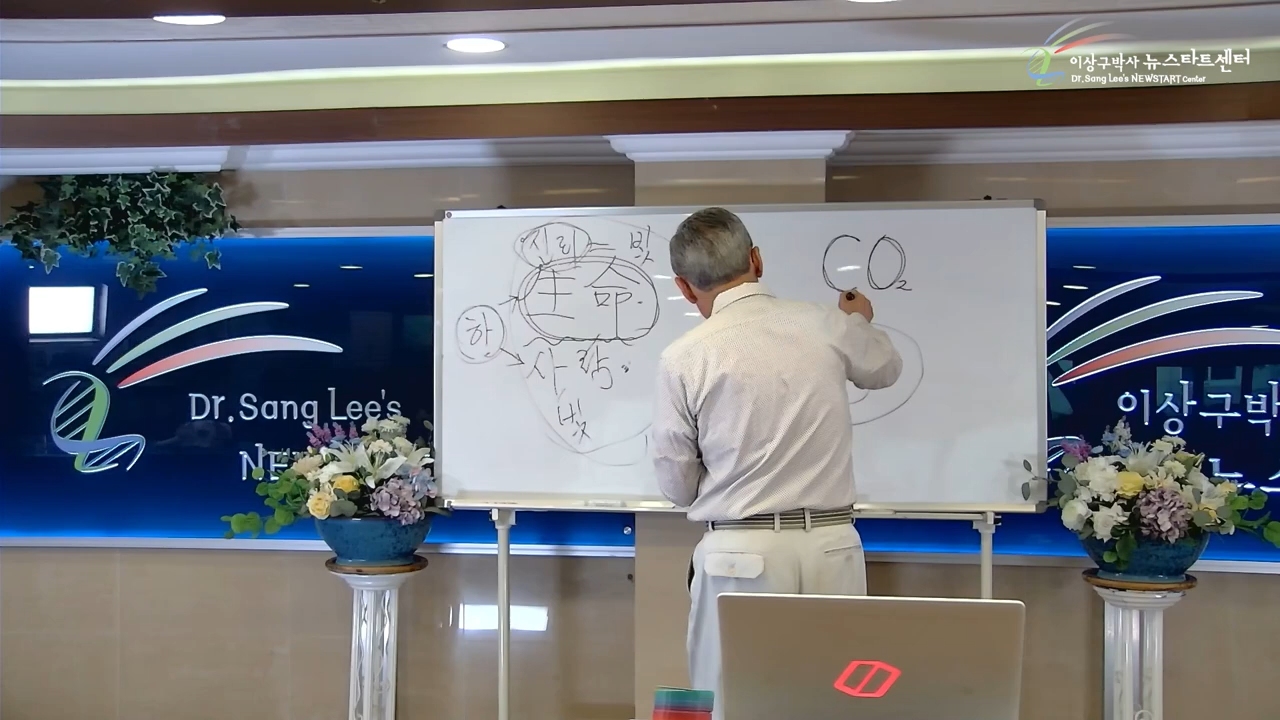 이상구박사 뉴스타트센터
Dr. Sang Lee's NEWSTART Center
진리 = 빛
生命
하
사랑
빛
CO₂
Dr. Sang Lee's
NE
이상구박